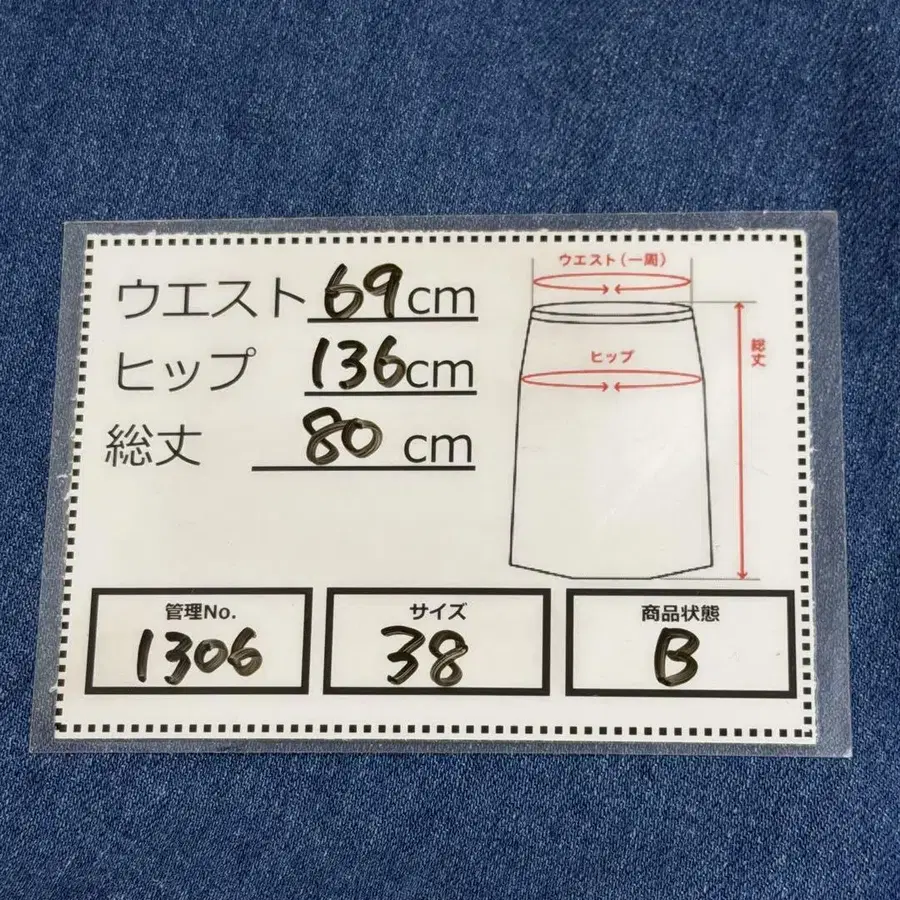 ウエスト 69cm
ヒップ 136cm
総丈 80 cm
ウエスト(一周)
ヒップ
総丈
管理No.
1306
サイズ
38
商品状態
B